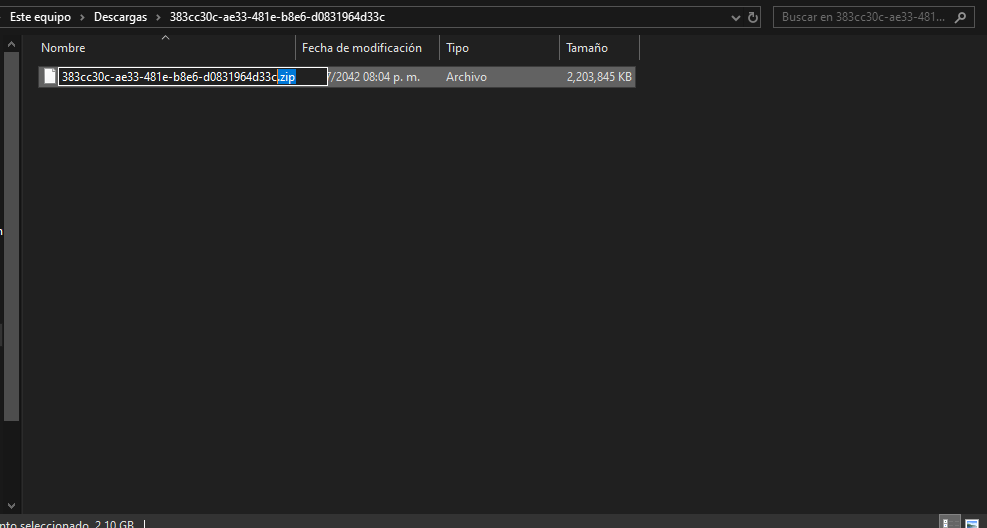 Este equipo > Descargas > 383cc30c-ae33-481e-b8e6-d0831964d33c
Buscar en 383cc30c-ae33-481...
Nombre Fecha de modificación Tipo Tamaño
383cc30c-ae33-481e-b8e6-d0831964d33c.zip 7/2042 08:04 p. m. Archivo 2,203,845 KB
nto seleccionado 2.10 GB